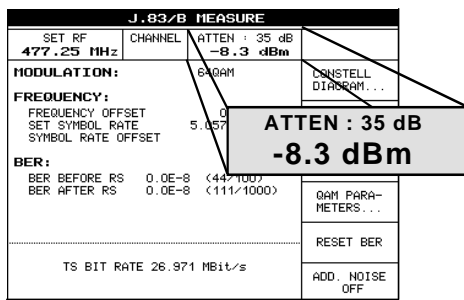 J.83/B MEASURE
SET RF
477.25 MHz
CHANNEL
ATTEN : 35 dB
-8.3 dBm
MODULATION: 64QAM
CONSTELL
DIAGRAM...
FREQUENCY:
FREQUENCY OFFSET
SET SYMBOL RATE 5.057
SYMBOL RATE OFFSET
ATTEN : 35 dB
-8.3 dBm
BER:
BER BEFORE RS 0.0E-8 (44/100)
BER AFTER RS 0.0E-8 (111/1000)
QAM PARA-
METERS...
RESET BER
TS BIT RATE 26.971 MBit/s
ADD. NOISE
OFF